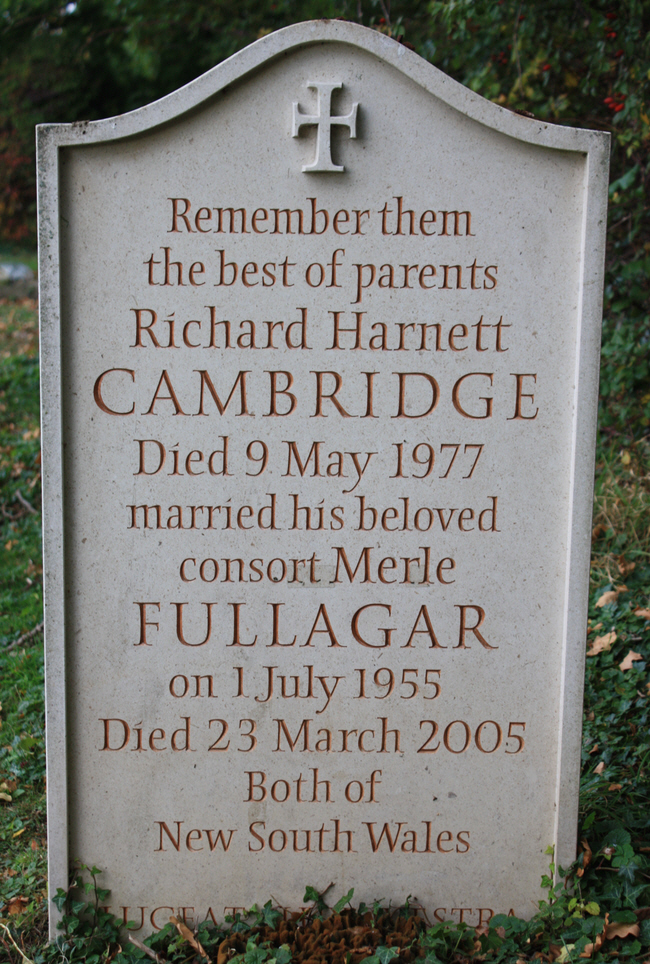 Remember them
the best of parents
Richard Harnett
CAMBRIDGE
Died 9 May 1977
married his beloved
consort Merle
FULLAGAR
on 1 July 1955
Died 23 March 2005
Both of
New South Wales
LUCEAT